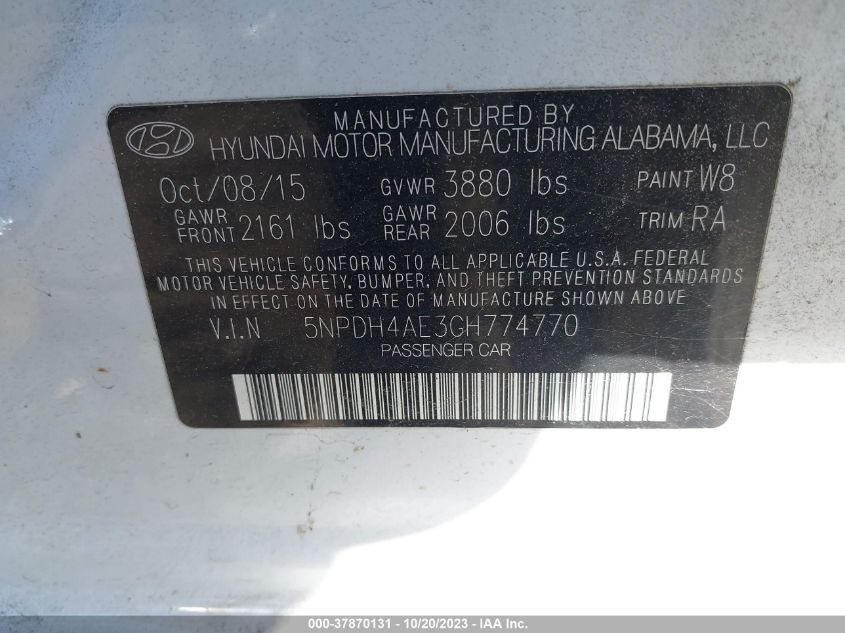 MANUFACTURED BY
HYUNDAI MOTOR MANUFACTURING ALABAMA, LLC
Oct/08/15 GVWR 3880 lbs PAINT W8
GAWR FRONT 2161 lbs GAWR REAR 2006 lbs TRIM RA
THIS VEHICLE CONFORMS TO ALL APPLICABLE U.S.A. FEDERAL
MOTOR VEHICLE SAFETY, BUMPER, AND THEFT PREVENTION STANDARDS
IN EFFECT ON THE DATE OF MANUFACTURE SHOWN ABOVE
V.I.N 5NPDH4AE3GH774770
PASSENGER CAR
000-37870131 - 10/20/2023 - IAA Inc.